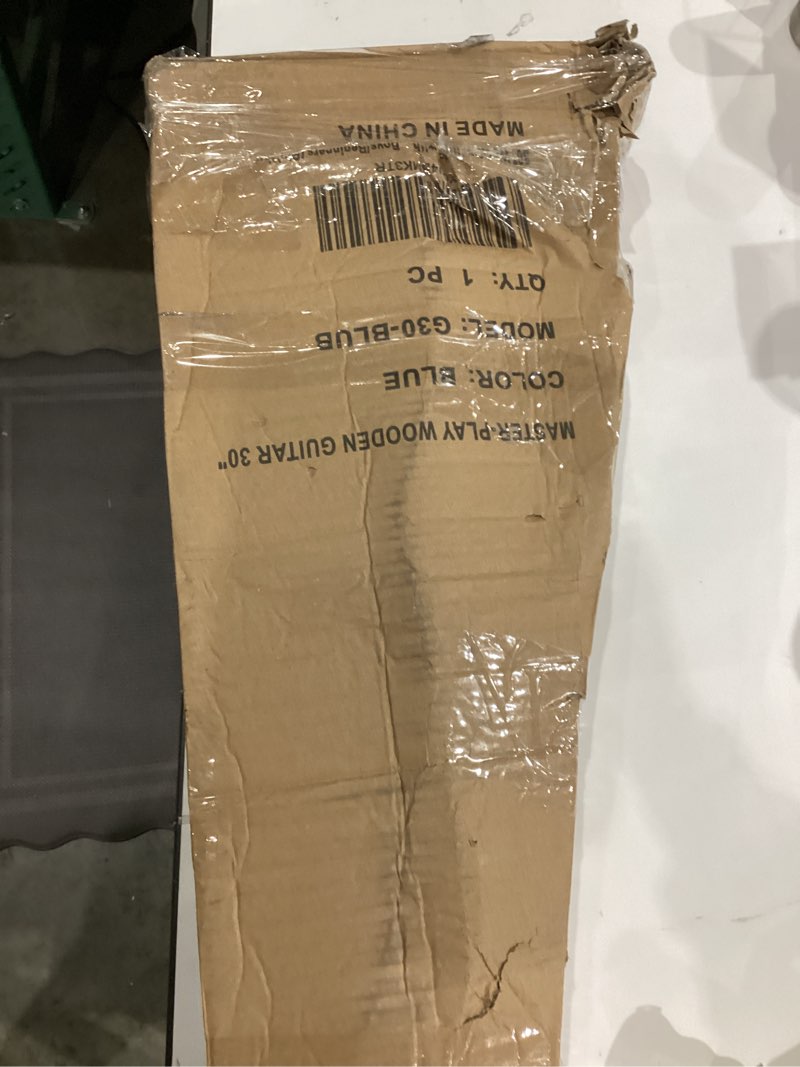 MASTER-PLAY WOODEN GUITAR 30"
COLOR: BLUE
MODEL: G30-BLUB
QTY: 1 PC
MADE IN CHINA